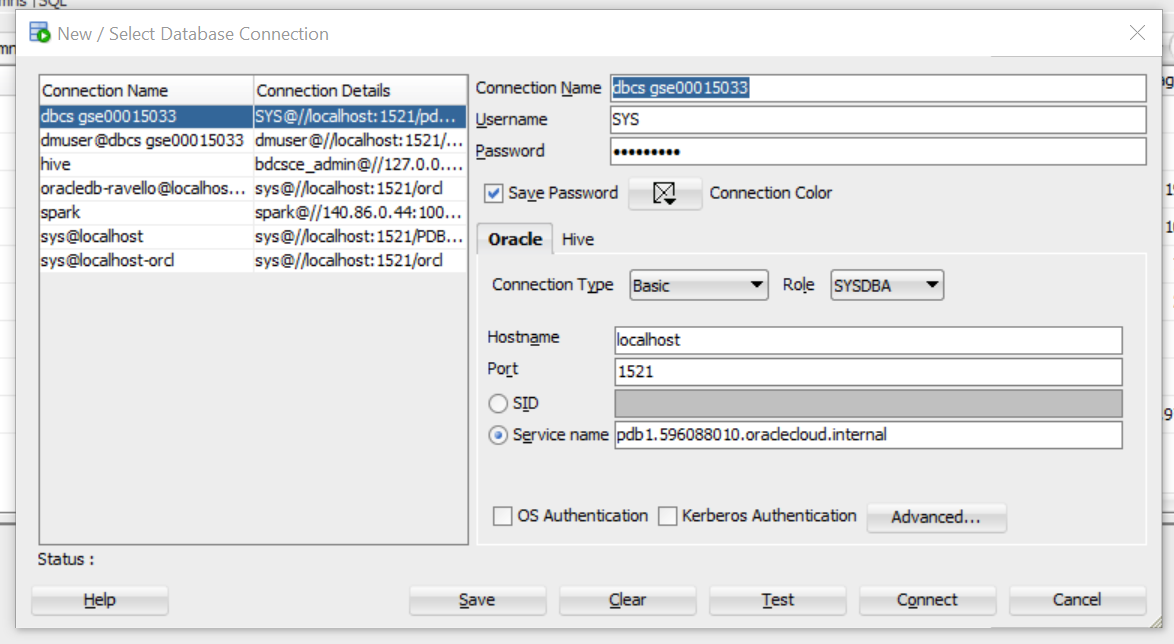 SQL
New / Select Database Connection
Connection Name Connection Details
dbcs gse00015033 SYS@//localhost:1521/pd...
dmuser@dbcs gse00015033 dmuser@//localhost:1521/...
hive bdcsce_admin@//127.0.0....
oracledb-ravello@localhos... sys@//localhost:1521/orcl
spark spark@//140.86.0.44:100...
sys@localhost sys@//localhost:1521/PDB...
sys@localhost-orcl sys@//localhost:1521/orcl
Connection Name dbcs gse00015033
Username SYS
Password •••••••••
Save Password Connection Color
Oracle Hive
Connection Type Basic Role SYSDBA
Hostname localhost
Port 1521
SID
Service name pdb1.596088010.oraclecloud.internal
OS Authentication Kerberos Authentication Advanced...
Status :
Help Save Clear Test Connect Cancel